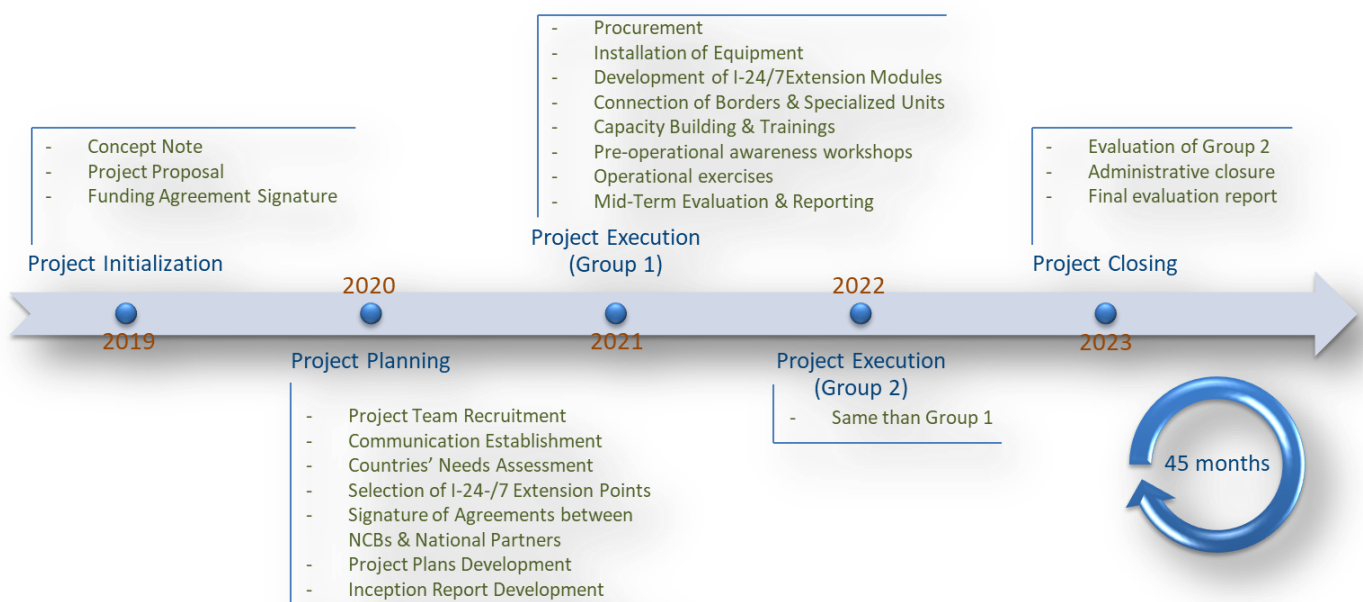 - Concept Note
- Project Proposal
- Funding Agreement Signature
Project Initialization
2019
2020
Project Planning
- Project Team Recruitment
- Communication Establishment
- Countries' Needs Assessment
- Selection of I-24-/7 Extension Points
- Signature of Agreements between
NCBs & National Partners
- Project Plans Development
- Inception Report Development
- Procurement
- Installation of Equipment
- Development of I-24/7Extension Modules
- Connection of Borders & Specialized Units
- Capacity Building & Trainings
- Pre-operational awareness workshops
- Operational exercises
- Mid-Term Evaluation & Reporting
Project Execution
(Group 1)
2021
2022
Project Execution
(Group 2)
- Same than Group 1
- Evaluation of Group 2
- Administrative closure
- Final evaluation report
Project Closing
2023
45 months